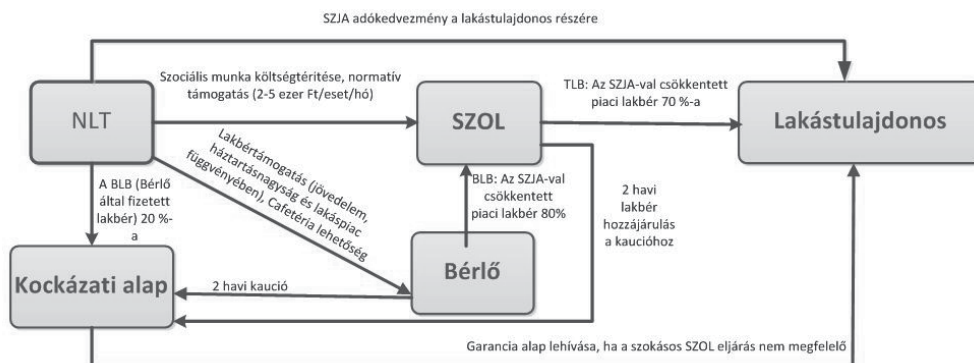 SZJA adókedvezmény a lakástulajdonos részére
Szociális munka költségtérítése, normatív
támogatás (2-5 ezer Ft/eset/hó)
TLB: Az SZJA-val csökkentett
piaci lakbér 70 %-a
NLT
SZOL
Lakástulajdonos
Lakbértámogatás (jövedelem,
háztartásnagyság és lakáspiac
függvényében), Cafetéria lehetőség
A BLB (Bérlő
által fizetett
lakbér) 20 %-
a
BLB: Az SZJA-val
csökkentett
piaci lakbér 80%
2 havi
lakbér
hozzájárulás
a kaucióhoz
Kockázati alap
2 havi kaució
Bérlő
Garancia alap lehívása, ha a szokásos SZOL eljárás nem megfelelő